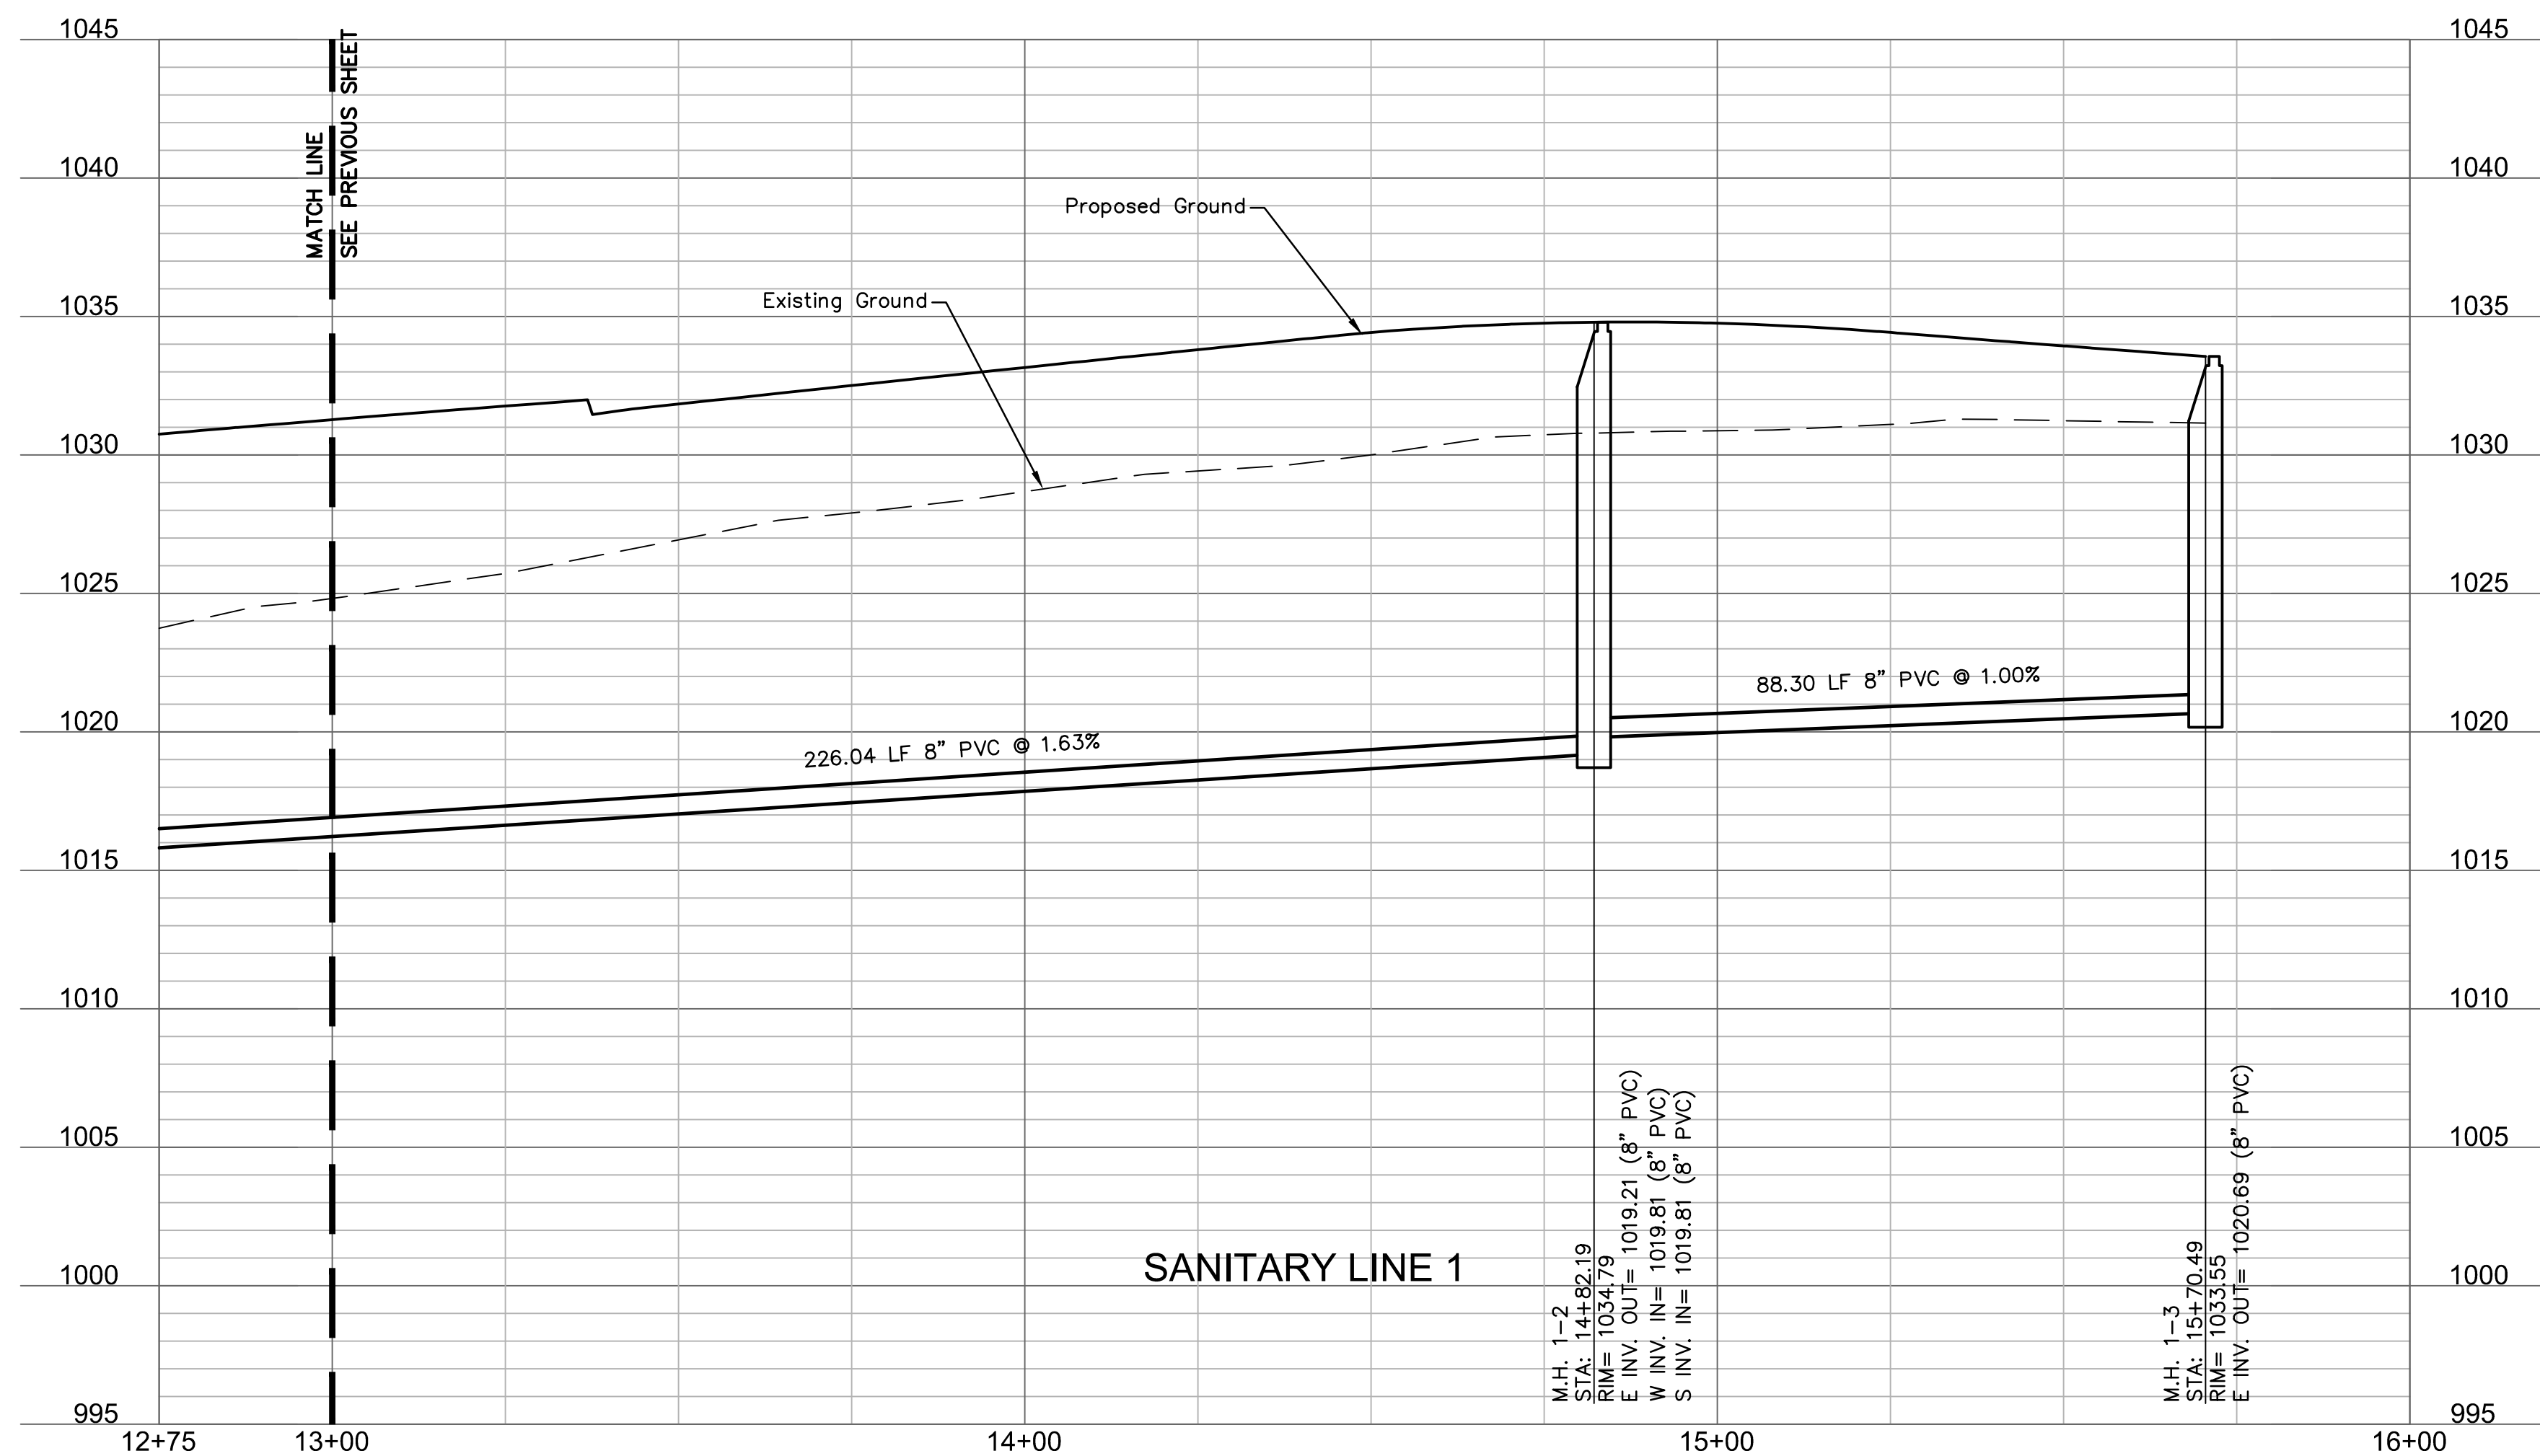 1045
1045
MATCH LINE
SEE PREVIOUS SHEET
1040
1040
Proposed Ground
Existing Ground
1035
1035
1030
1030
1025
1025
88.30 LF 8" PVC @ 1.00%
226.04 LF 8" PVC @ 1.63%
1020
1020
1015
1015
1010
1010
1005
1005
SANITARY LINE 1
1000
1000
M.H. 1-2
STA: 14+82.19
RIM= 1034.79
E INV. OUT= 1019.21 (8" PVC)
W INV. IN= 1019.81 (8" PVC)
S INV. IN= 1019.81 (8" PVC)
M.H. 1-3
STA: 15+70.49
RIM= 1033.55
E INV. OUT= 1020.69 (8" PVC)
995
995
12+75
13+00
14+00
15+00
16+00